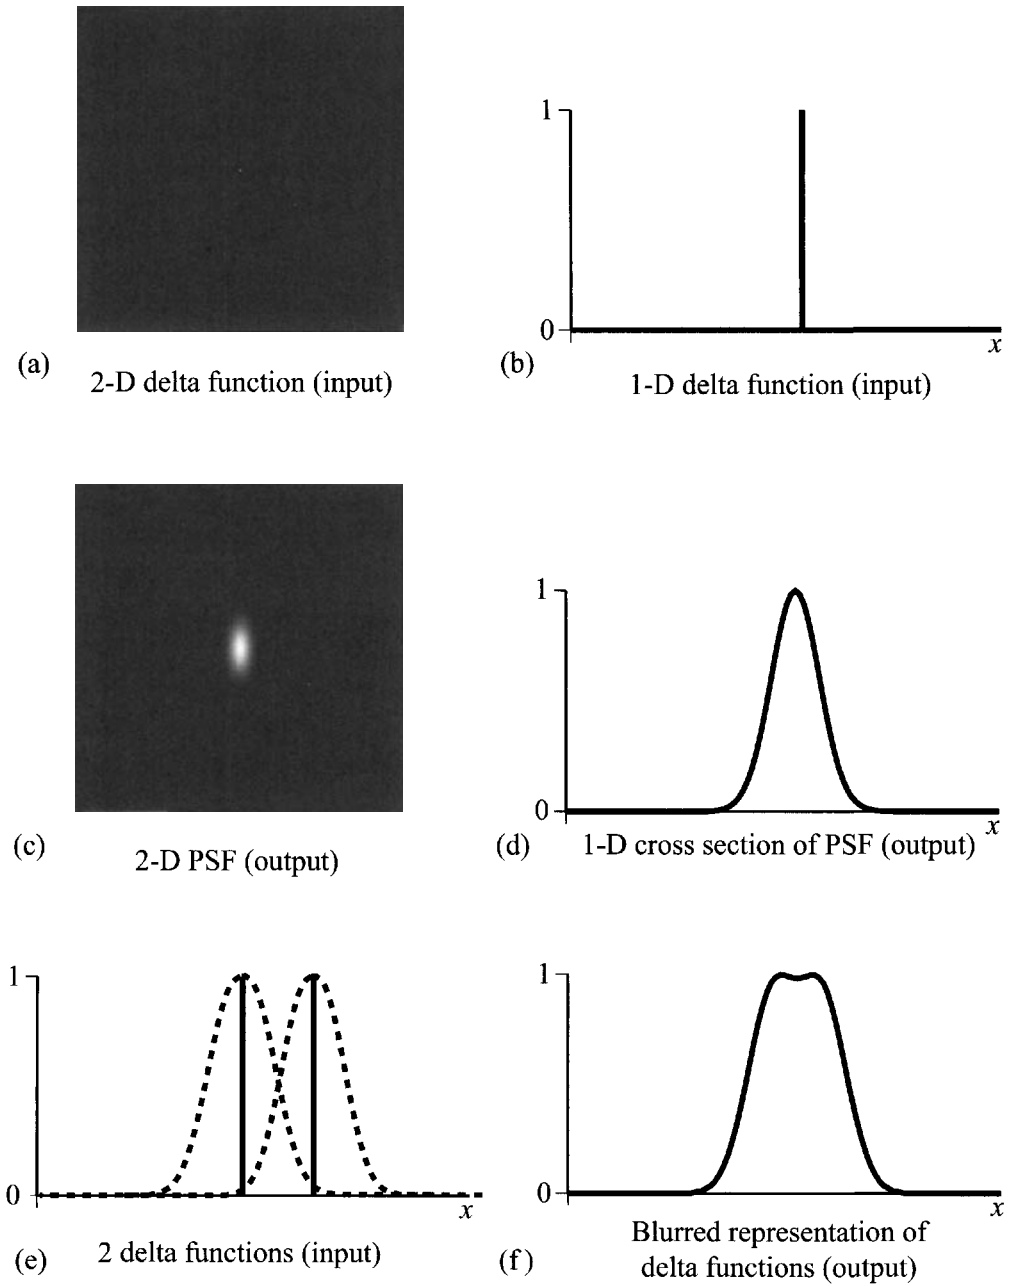 1
0
x
(a)
2-D delta function (input)
(b)
1-D delta function (input)
1
0
x
(c)
2-D PSF (output)
(d)
1-D cross section of PSF (output)
1
0
x
1
0
x
(e)
2 delta functions (input)
(f)
Blurred representation of
delta functions (output)